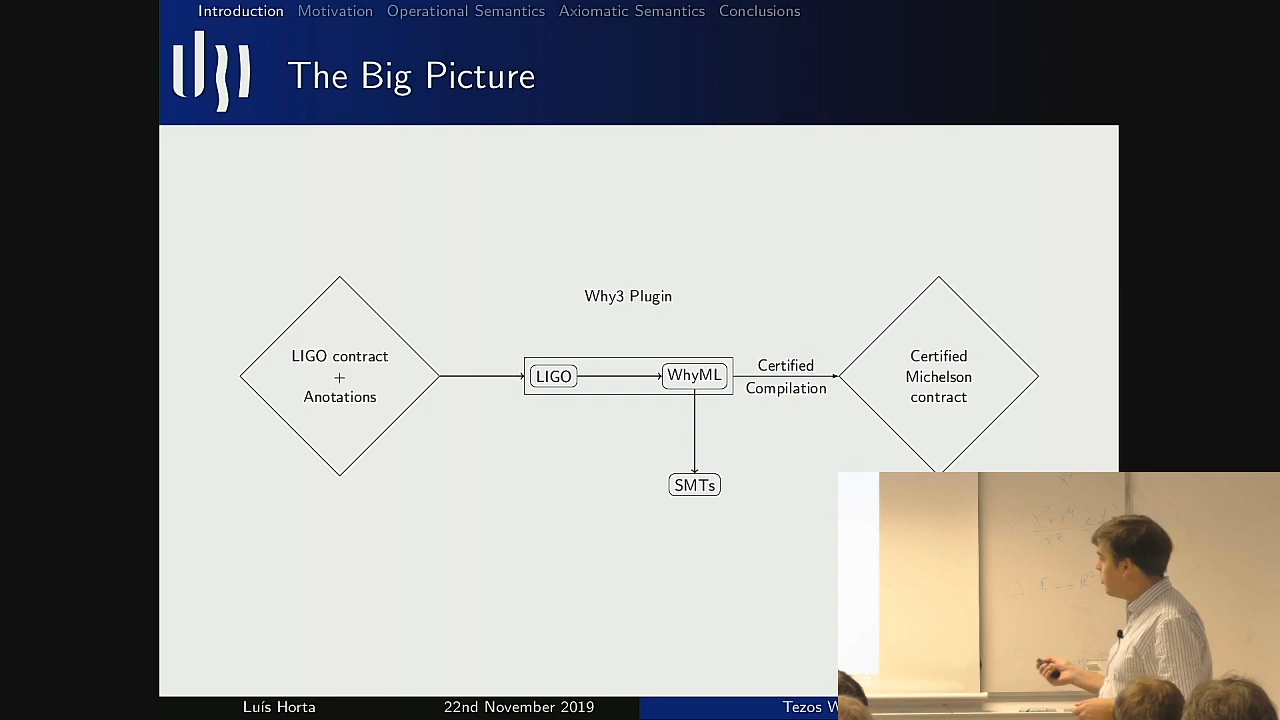 Introduction Motivation Operational Semantics Axiomatic Semantics Conclusions
The Big Picture
Why3 Plugin
LIGO contract
+
Anotations
LIGO
WhyML
Certified
Compilation
Certified
Michelson
contract
SMTs
Luís Horta 22nd November 2019 Tezos